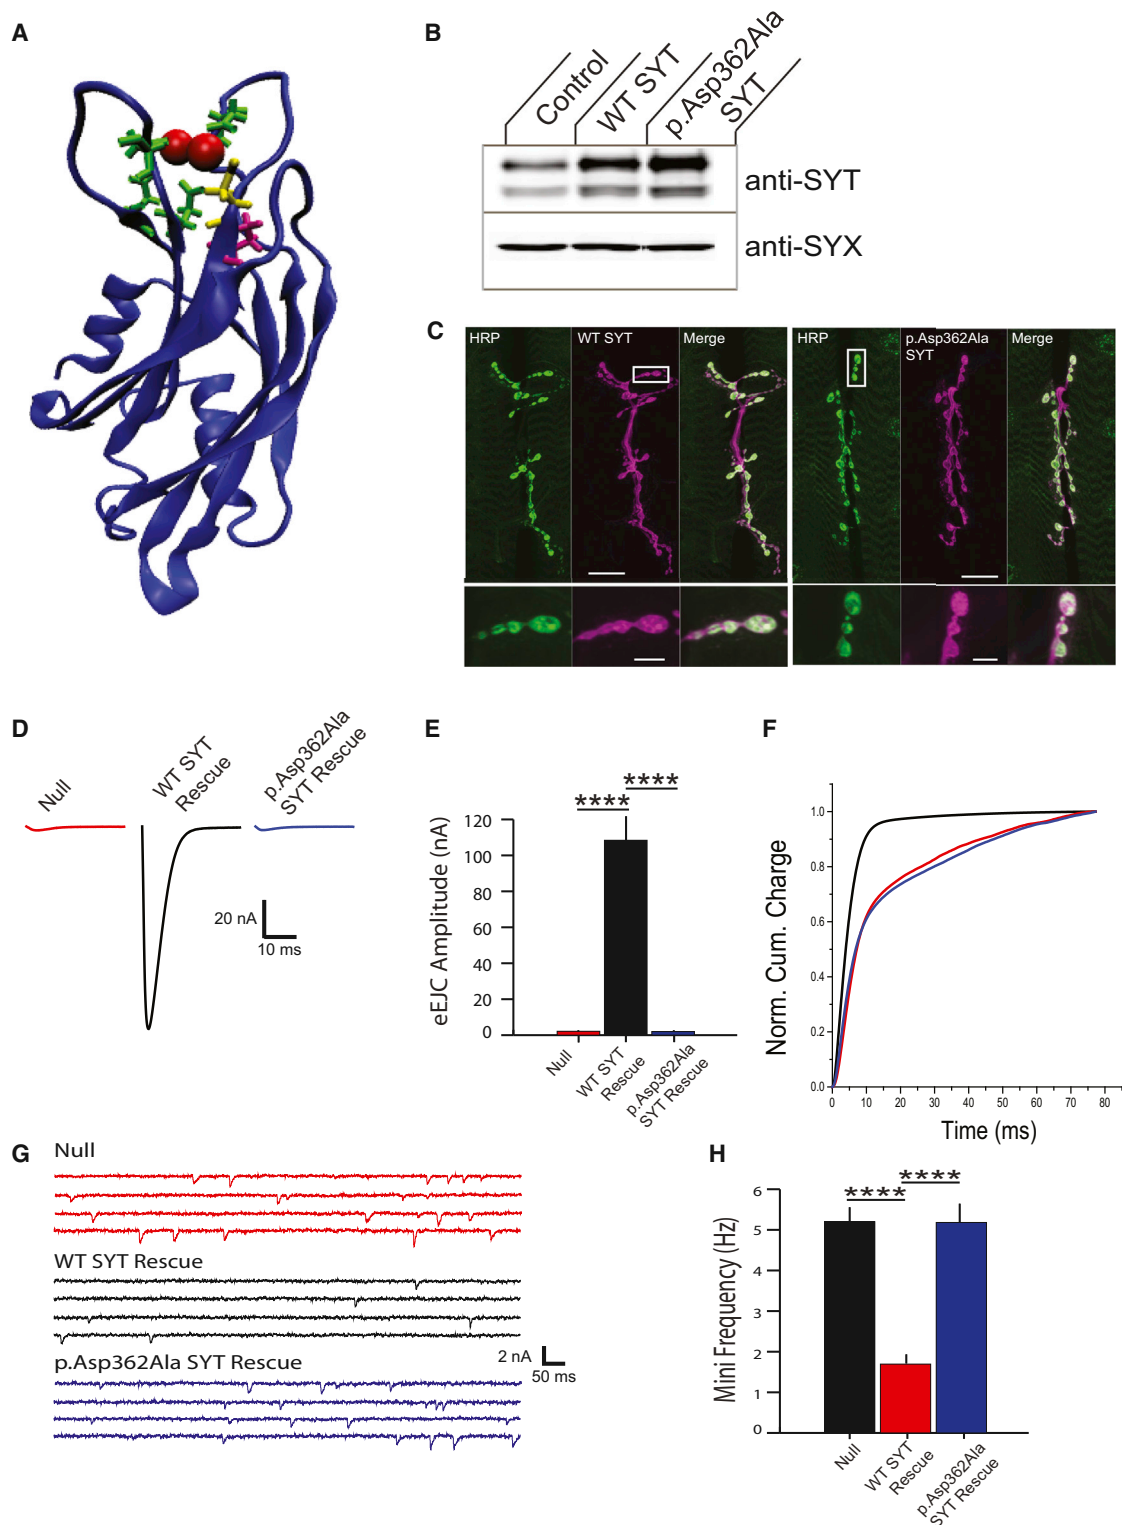 A
B
Control
WT SYT
p.Asp362Ala
SYT
anti-SYT
anti-SYX
C
HRP
WT SYT
Merge
HRP
p.Asp362Ala
SYT
Merge
D
Null
WT SYT
Rescue
p.Asp362Ala
SYT Rescue
20 nA
10 ms
E
eEJC Amplitude (nA)
120
100
80
60
40
20
0
****
****
Null
WT SYT
Rescue
p.Asp362Ala
SYT Rescue
F
Norm. Cum. Charge
1.0
0.8
0.6
0.4
0.2
0.0
0
10
20
30
40
50
60
70
80
Time (ms)
G
Null
WT SYT Rescue
p.Asp362Ala SYT Rescue
2 nA
50 ms
H
Mini Frequency (Hz)
6
5
4
3
2
1
0
****
****
Null
WT SYT
Rescue
p.Asp362Ala
SYT Rescue